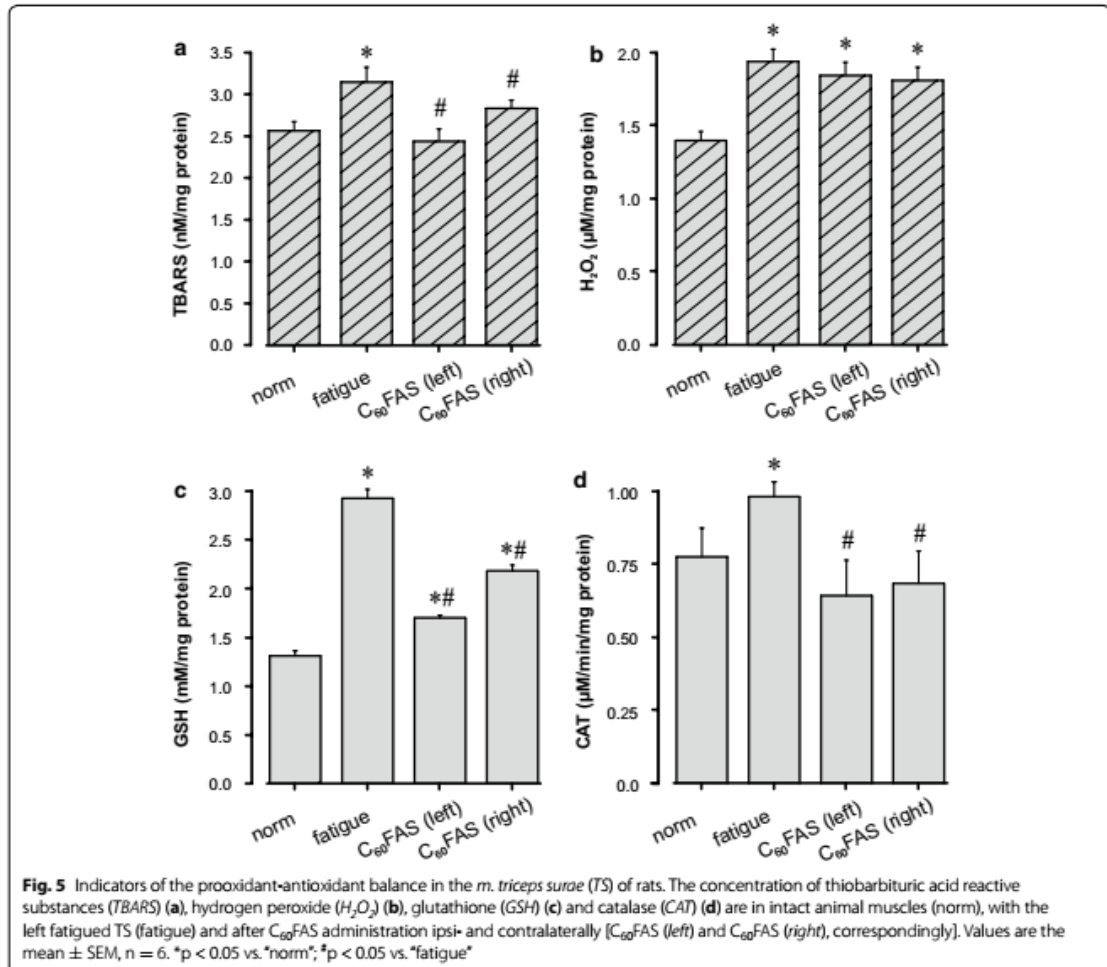 a
TBARS (nM/mg protein)
3.5
3.0
2.5
2.0
1.5
1.0
0.5
0.0
*
#
#
norm
fatigue
C₆₀FAS (left)
C₆₀FAS (right)
b
H₂O₂ (µM/mg protein)
2.0
1.5
1.0
0.5
0.0
*
*
*
norm
fatigue
C₆₀FAS (left)
C₆₀FAS (right)
c
GSH (mM/mg protein)
3.0
2.5
2.0
1.5
1.0
0.5
0.0
*
*#
*#
norm
fatigue
C₆₀FAS (left)
C₆₀FAS (right)
d
CAT (µM/min/mg protein)
1.00
0.75
0.50
0.25
0.00
*
#
#
norm
fatigue
C₆₀FAS (left)
C₆₀FAS (right)
Fig. 5 Indicators of the prooxidant-antioxidant balance in the m. triceps surae (TS) of rats. The concentration of thiobarbituric acid reactive
substances (TBARS) (a), hydrogen peroxide (H₂O₂) (b), glutathione (GSH) (c) and catalase (CAT) (d) are in intact animal muscles (norm), with the
left fatigued TS (fatigue) and after C₆₀FAS administration ipsi- and contralaterally [C₆₀FAS (left) and C₆₀FAS (right), correspondingly]. Values are the
mean ± SEM, n = 6. *p < 0.05 vs. "norm"; #p < 0.05 vs. "fatigue"